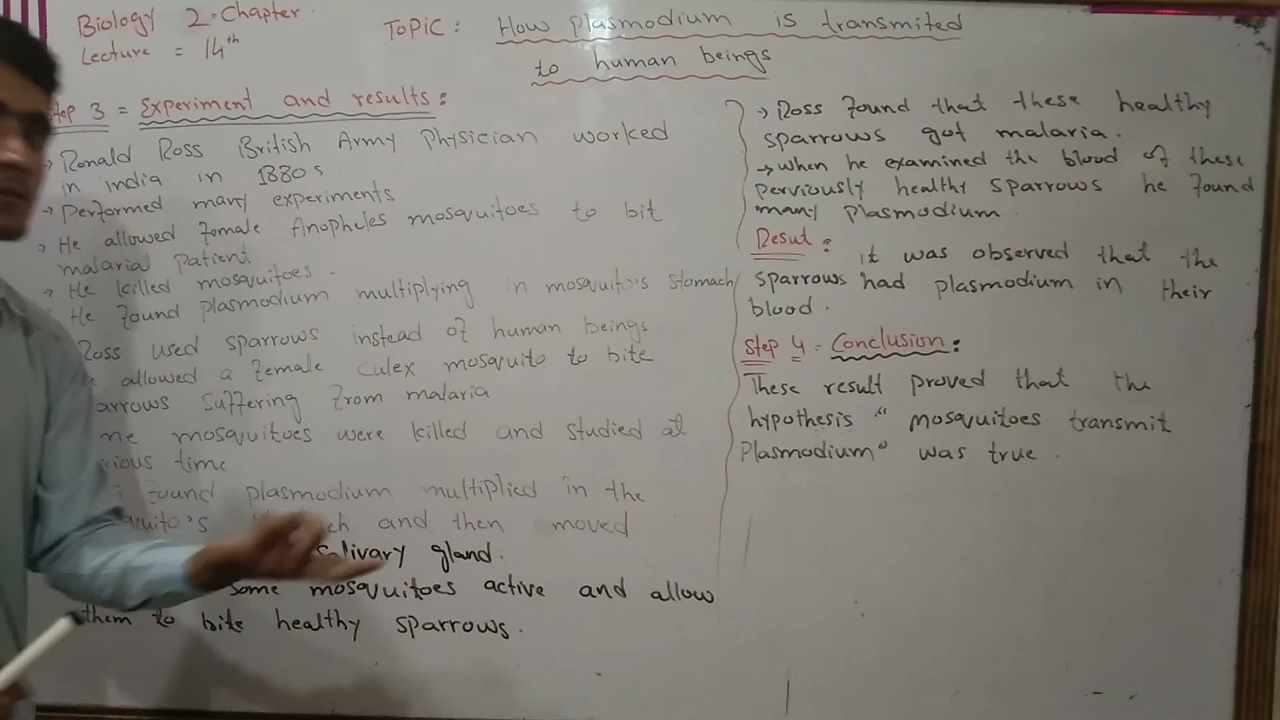 Biology 2.Chapter.
Lecture = 14th
TOPIC : How plasmodium is transmited
to human beings
tep 3 = Experiment and results:
→ Ronald Ross British Army Physician worked
in india in 1880s.
→ Performed many experiments
→ He allowed female Anopheles mosquitoes to bit
malarial patient
→ He killed mosquitoes.
→ He found plasmodium multiplying in mosquito's stomach
Ross used sparrows instead of human beings
allowed a female culex mosquito to bite
arrows suffering from malaria
me mosquitoes were killed and studied at
rious time
found plasmodium multiplied in the
quito's ch and then moved
Salivary gland.
some mosquitoes active and allow
them to bite healthy sparrows.
→ Ross found that these healthy
sparrows got malaria.
→ When he examined the blood of these
perviously healthy sparrows he found
many plasmodium.
Desut : it was observed that the
sparrows had plasmodium in their
blood.
Step 4 = Conclusion:
These result proved that the
hypothesis " mosquitoes transmit
Plasmodium" was true.